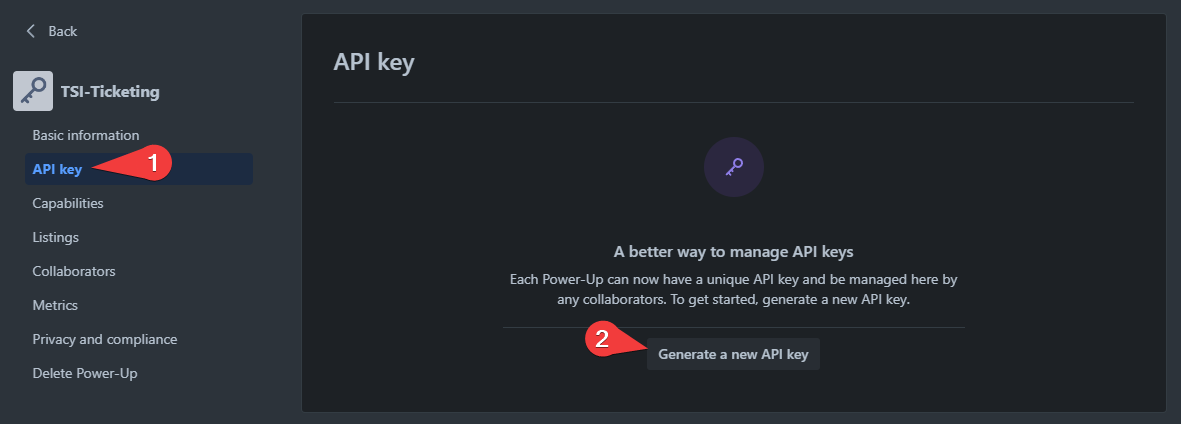 Back
TSI-Ticketing
Basic information
API key
1
Capabilities
Listings
Collaborators
Metrics
Privacy and compliance
Delete Power-Up
API key
A better way to manage API keys
Each Power-Up can now have a unique API key and be managed here by
any collaborators. To get started, generate a new API key.
2
Generate a new API key